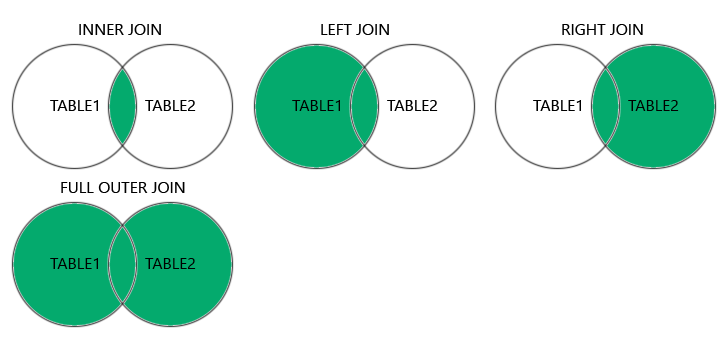 INNER JOIN
TABLE1 TABLE2
LEFT JOIN
TABLE1 TABLE2
RIGHT JOIN
TABLE1 TABLE2
FULL OUTER JOIN
TABLE1 TABLE2